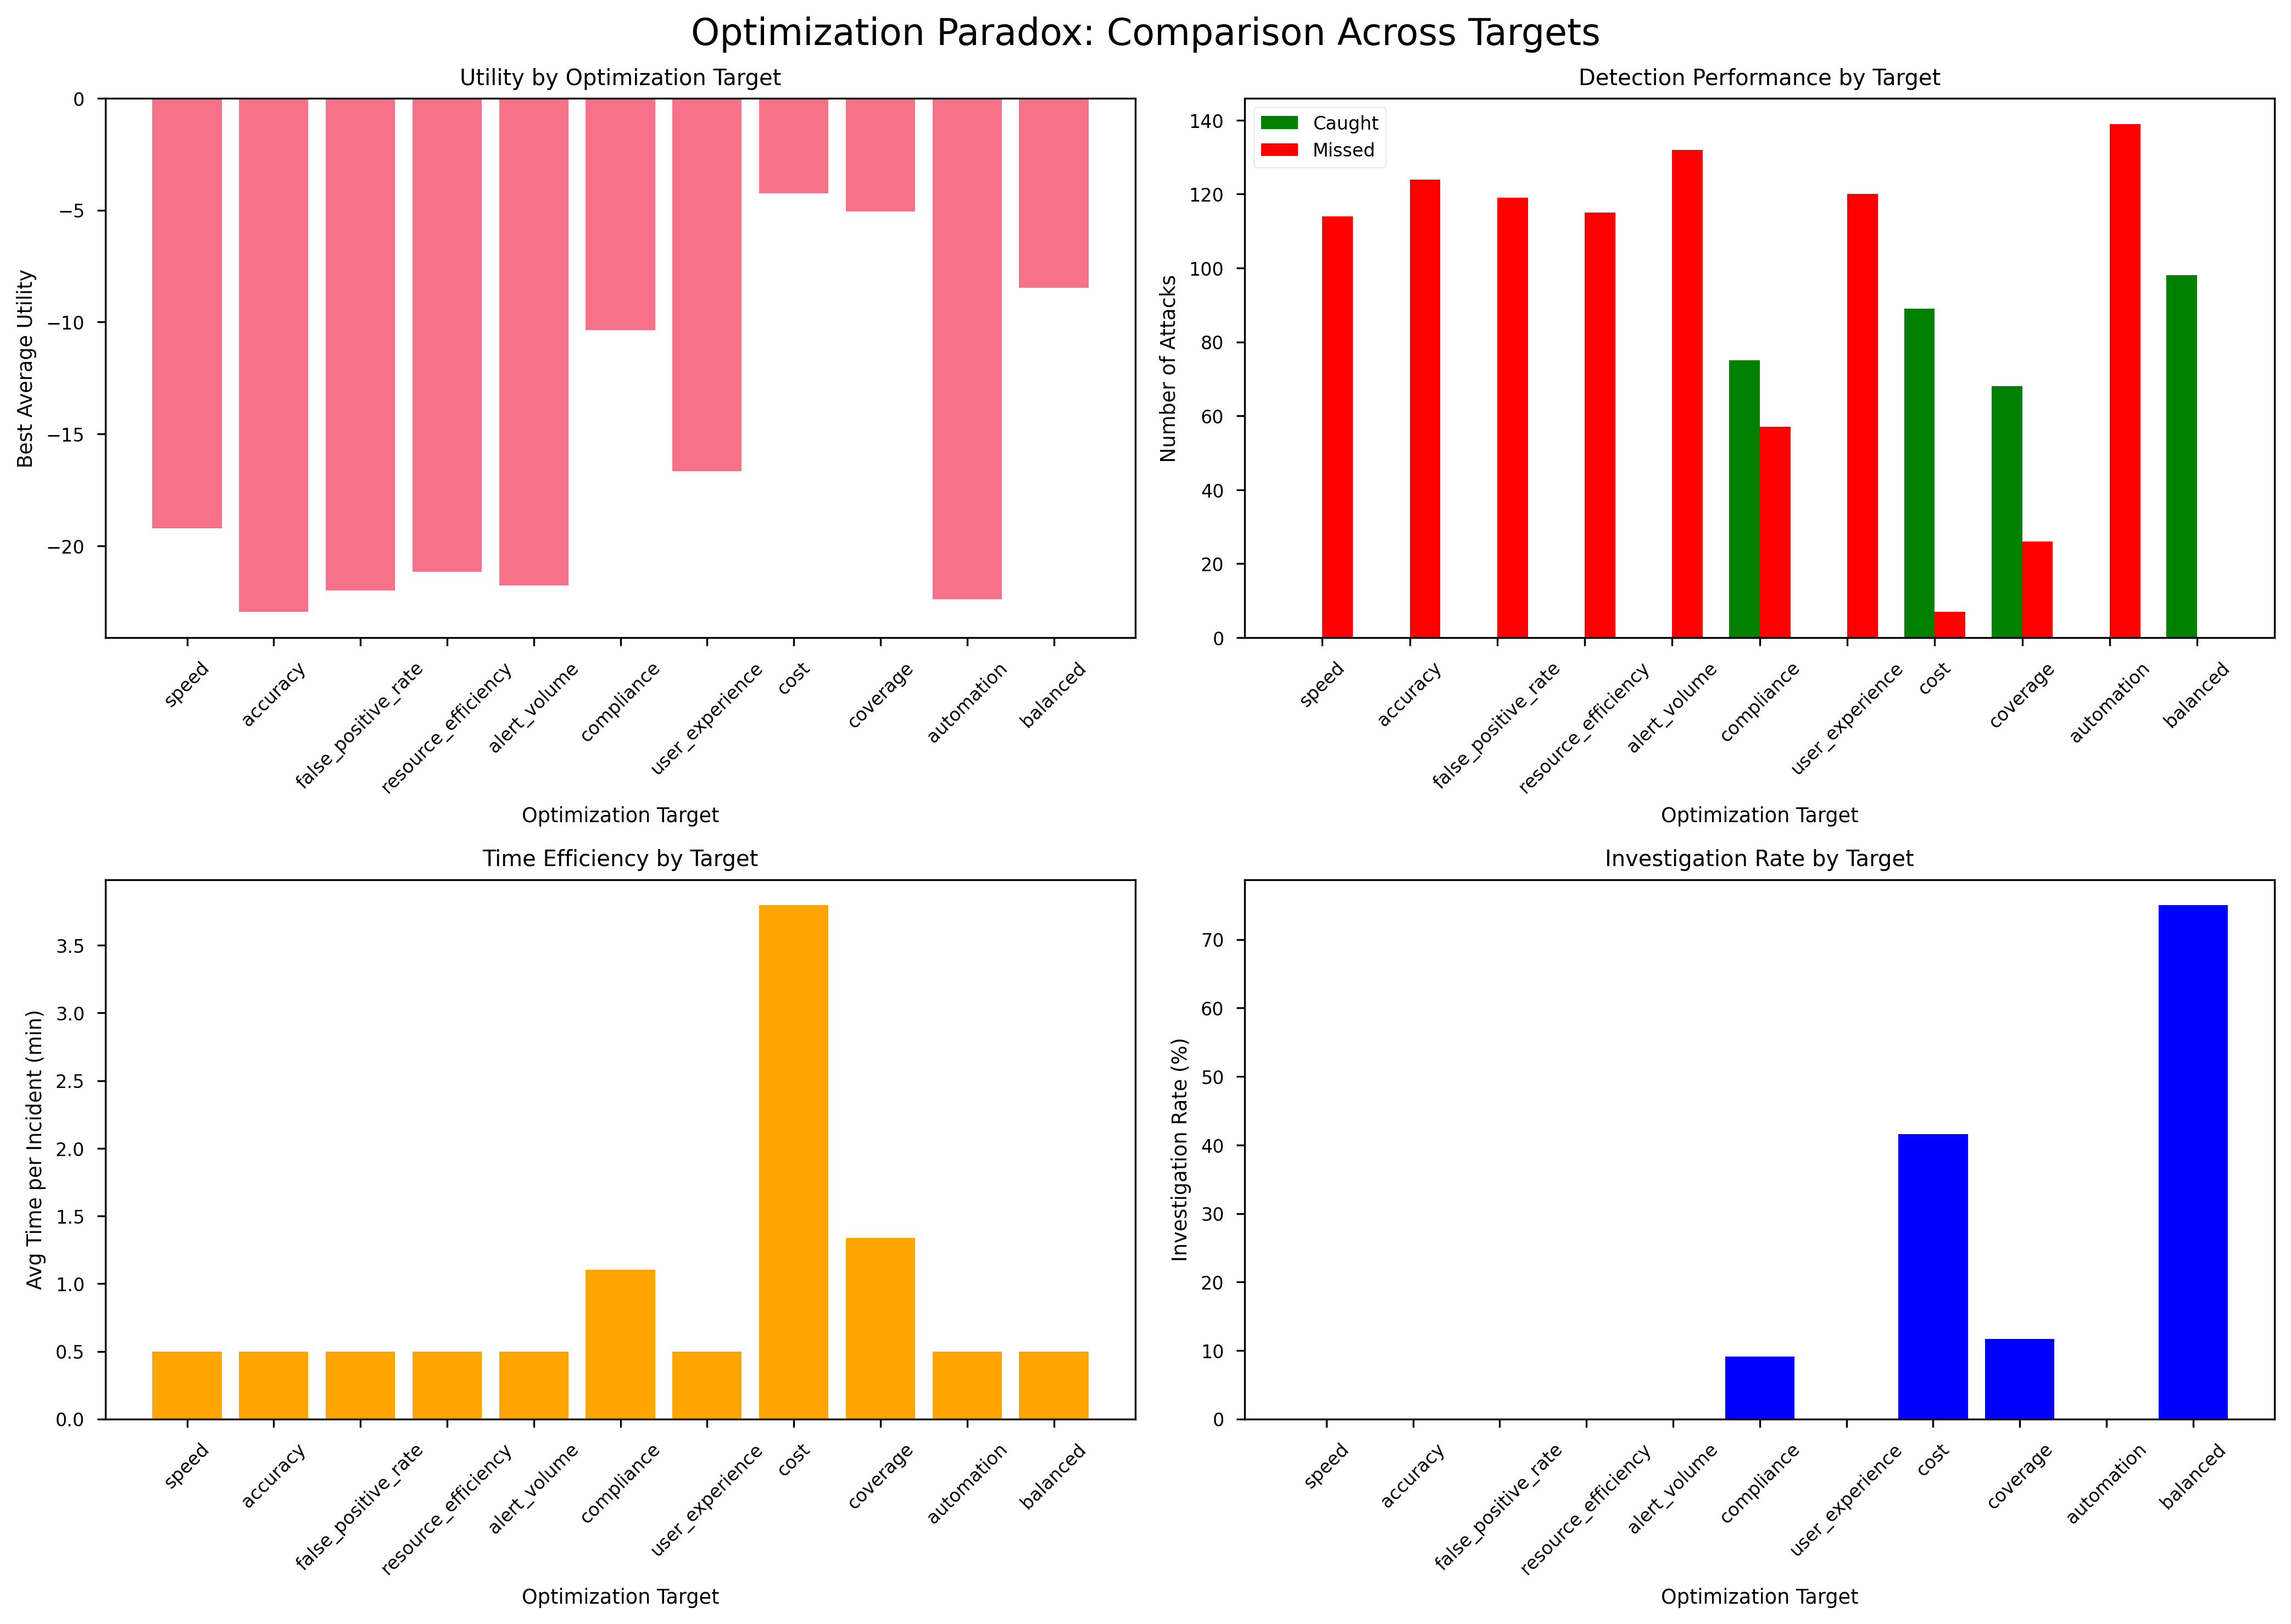 Optimization Paradox: Comparison Across Targets
Utility by Optimization Target
Best Average Utility
0
−5
−10
−15
−20
speed
accuracy
false_positive_rate
resource_efficiency
alert_volume
compliance
user_experience
cost
coverage
automation
balanced
Optimization Target
Detection Performance by Target
Caught
Missed
Number of Attacks
140
120
100
80
60
40
20
0
speed
accuracy
false_positive_rate
resource_efficiency
alert_volume
compliance
user_experience
cost
coverage
automation
balanced
Optimization Target
Time Efficiency by Target
Avg Time per Incident (min)
3.5
3.0
2.5
2.0
1.5
1.0
0.5
0.0
speed
accuracy
false_positive_rate
resource_efficiency
alert_volume
compliance
user_experience
cost
coverage
automation
balanced
Optimization Target
Investigation Rate by Target
Investigation Rate (%)
70
60
50
40
30
20
10
0
speed
accuracy
false_positive_rate
resource_efficiency
alert_volume
compliance
user_experience
cost
coverage
automation
balanced
Optimization Target